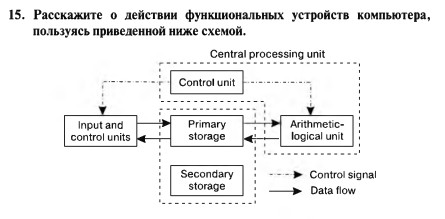 15. Расскажите о действии функциональных устройств компьютера,
пользуясь приведенной ниже схемой.
Central processing unit
Control unit
Input and
control units
Primary
storage
Arithmetic-
logical unit
Secondary
storage
Control signal
Data flow